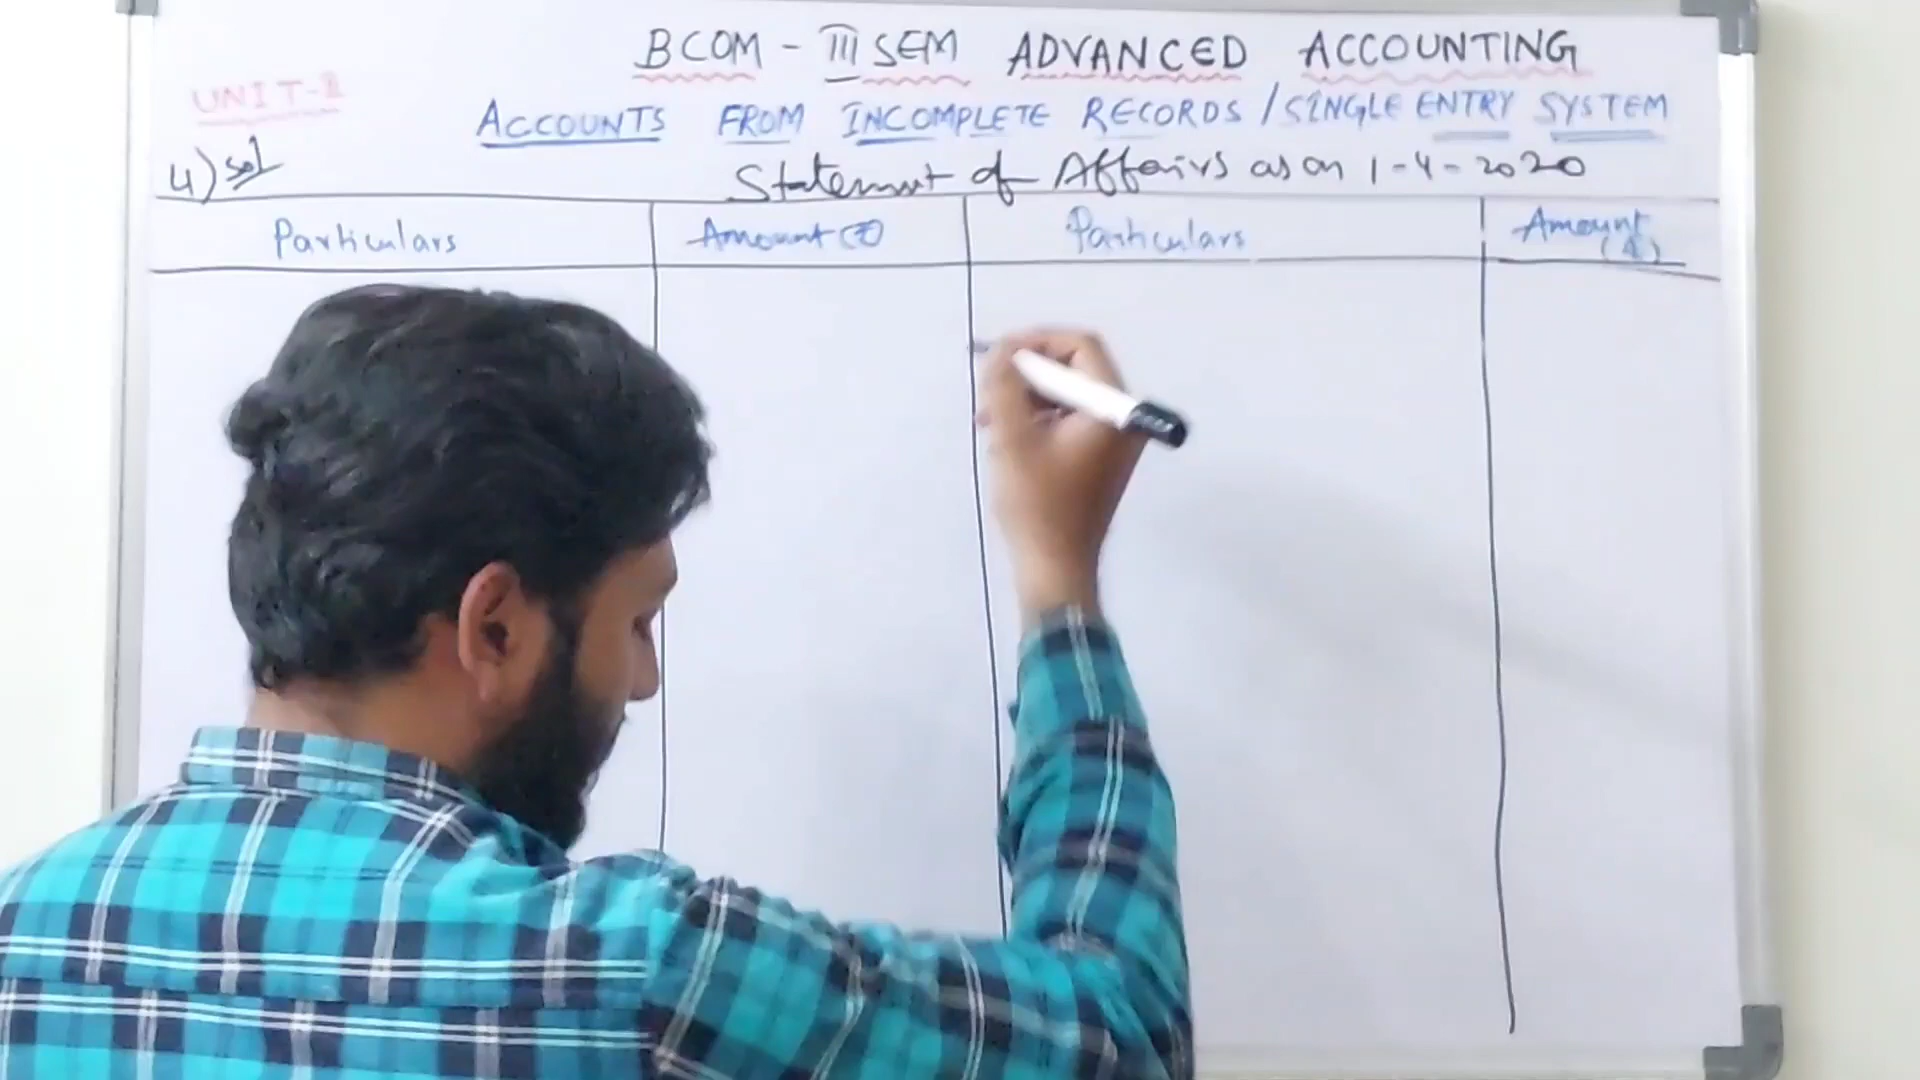 BCOM - III SEM ADVANCED ACCOUNTING
UNIT-II
ACCOUNTS FROM INCOMPLETE RECORDS / SINGLE ENTRY SYSTEM
4) sol
Statement of Affairs as on 1-4-2020
Particulars Amount (₹) Particulars Amount (₹)